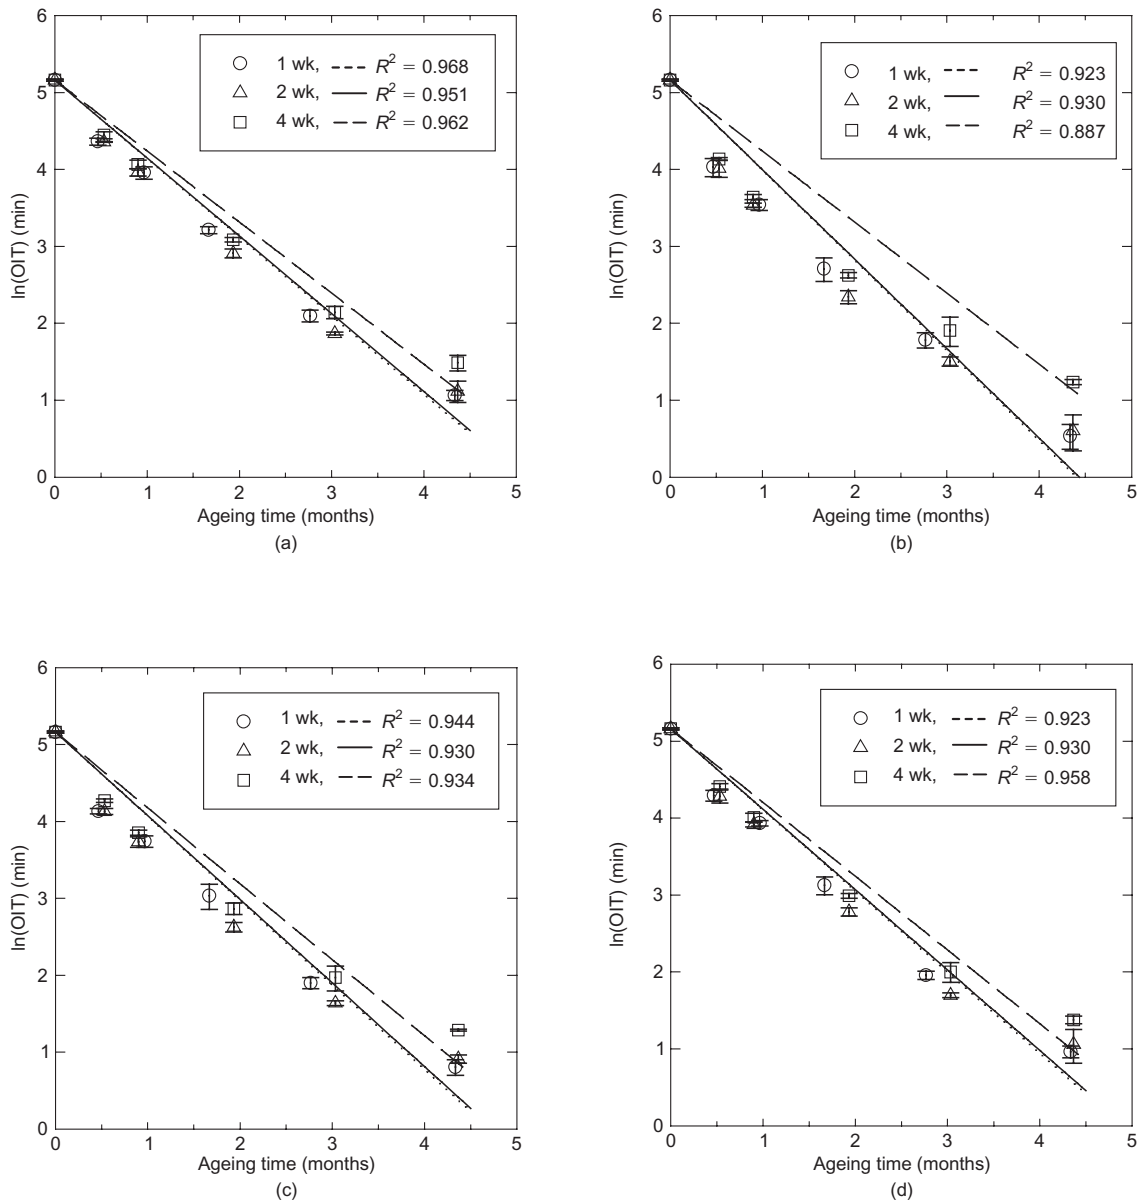 6
5
4
3
2
1
0
ln(OIT) (min)
1 wk, R² = 0.968
2 wk, R² = 0.951
4 wk, R² = 0.962
0 1 2 3 4 5
Ageing time (months)
(a)
6
5
4
3
2
1
0
ln(OIT) (min)
1 wk, R² = 0.923
2 wk, R² = 0.930
4 wk, R² = 0.887
0 1 2 3 4 5
Ageing time (months)
(b)
6
5
4
3
2
1
0
ln(OIT) (min)
1 wk, R² = 0.944
2 wk, R² = 0.930
4 wk, R² = 0.934
0 1 2 3 4 5
Ageing time (months)
(c)
6
5
4
3
2
1
0
ln(OIT) (min)
1 wk, R² = 0.923
2 wk, R² = 0.930
4 wk, R² = 0.958
0 1 2 3 4 5
Ageing time (months)
(d)